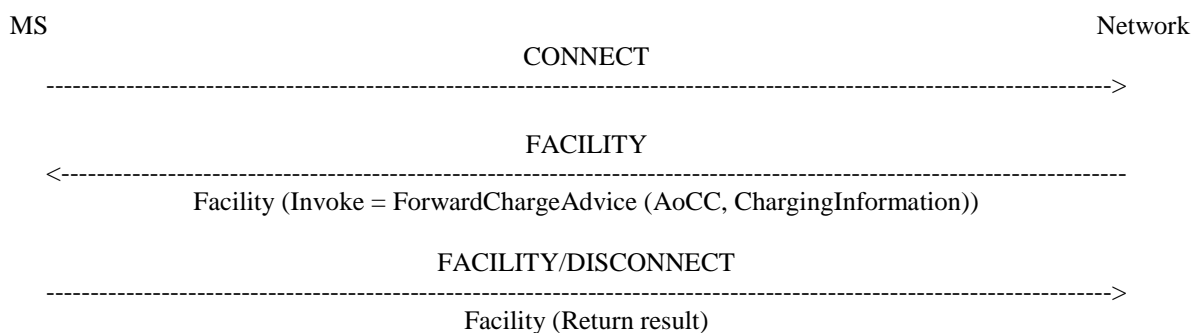 MS Network
CONNECT
------------------------------------------------------------------------------------------------------------------------>
FACILITY
<------------------------------------------------------------------------------------------------------------------------
Facility (Invoke = ForwardChargeAdvice (AoCC, ChargingInformation))
FACILITY/DISCONNECT
------------------------------------------------------------------------------------------------------------------------>
Facility (Return result)